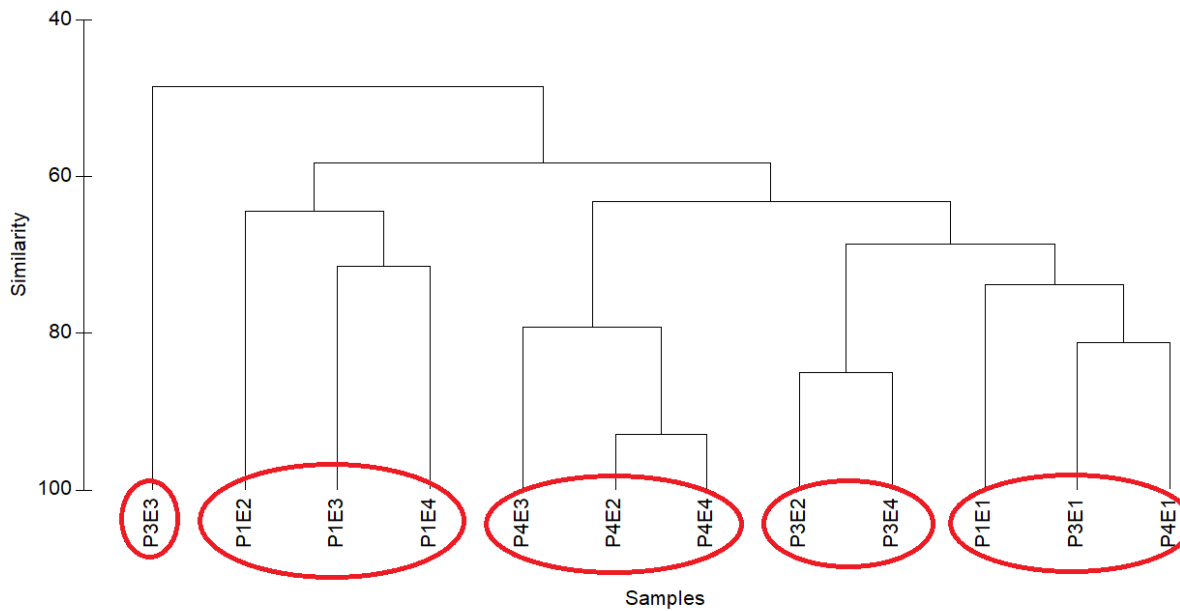 40
60
80
100
Similarity
P3E3
P1E2
P1E3
P1E4
P4E3
P4E2
P4E4
P3E2
P3E4
P1E1
P3E1
P4E1
Samples